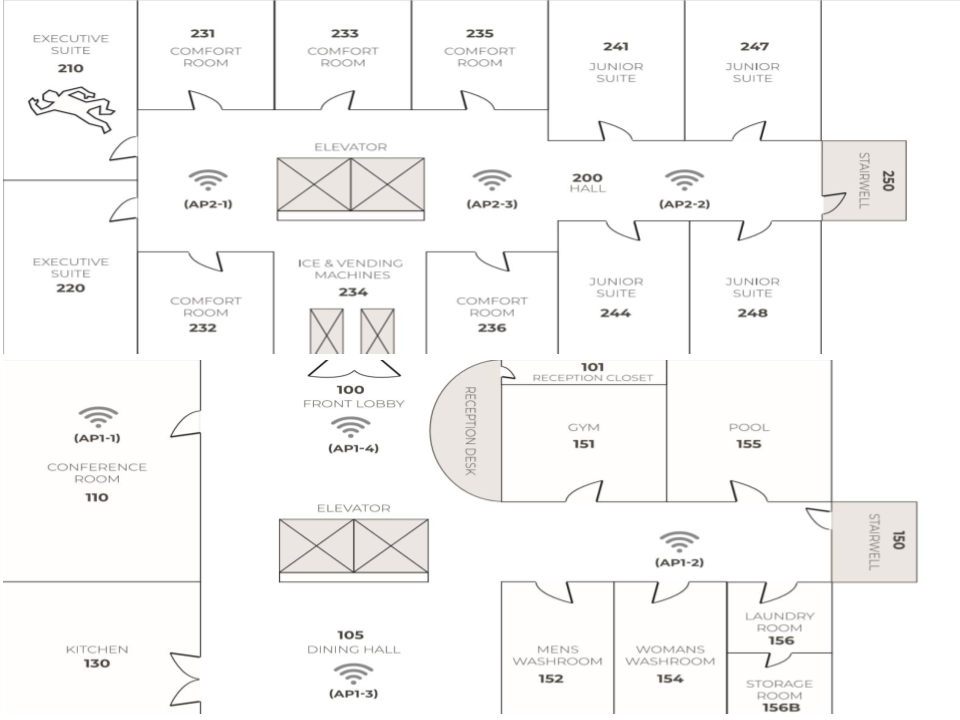 EXECUTIVE
SUITE
210
231
COMFORT
ROOM
233
COMFORT
ROOM
235
COMFORT
ROOM
241
JUNIOR
SUITE
247
JUNIOR
SUITE
ELEVATOR
(AP2-1)
(AP2-3)
200
HALL
(AP2-2)
STAIRWELL
250
EXECUTIVE
SUITE
220
COMFORT
ROOM
232
ICE & VENDING
MACHINES
234
COMFORT
ROOM
236
JUNIOR
SUITE
244
JUNIOR
SUITE
248
(AP1-1)
CONFERENCE
ROOM
110
100
FRONT LOBBY
(AP1-4)
RECEPTION DESK
101
RECEPTION CLOSET
GYM
151
POOL
155
ELEVATOR
(AP1-2)
STAIRWELL
150
KITCHEN
130
105
DINING HALL
(AP1-3)
MENS
WASHROOM
152
WOMANS
WASHROOM
154
LAUNDRY
ROOM
156
STORAGE
ROOM
156B